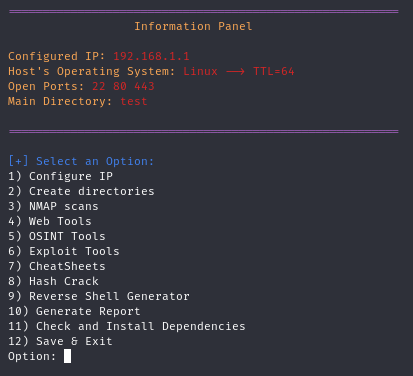 Information Panel
Configured IP: 192.168.1.1
Host's Operating System: Linux —> TTL=64
Open Ports: 22 80 443
Main Directory: test
[+] Select an Option:
1) Configure IP
2) Create directories
3) NMAP scans
4) Web Tools
5) OSINT Tools
6) Exploit Tools
7) CheatSheets
8) Hash Crack
9) Reverse Shell Generator
10) Generate Report
11) Check and Install Dependencies
12) Save & Exit
Option: